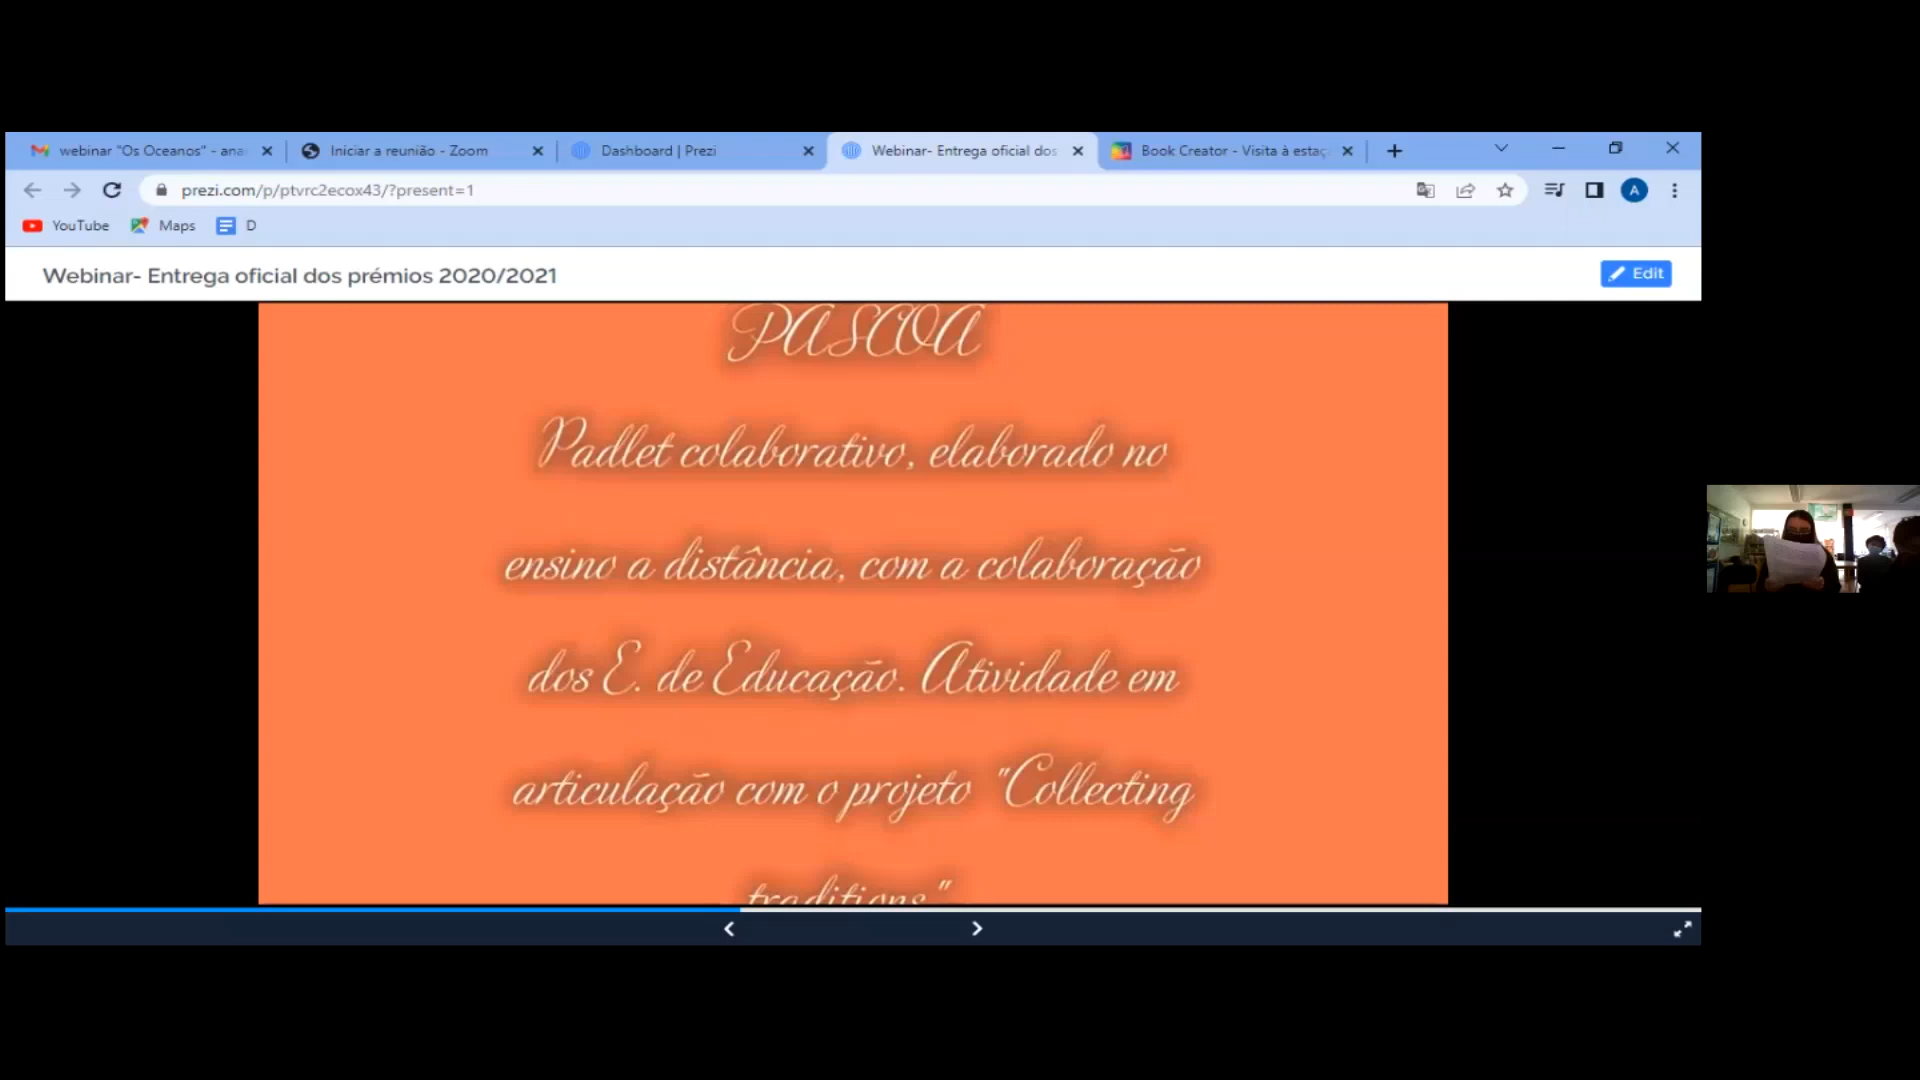 webinar "Os Oceanos" - ana
Iniciar a reunião - Zoom
Dashboard | Prezi
Webinar- Entrega oficial dos
Book Creator - Visita à estaç
prezi.com/p/ptvrc2ecox43/?present=1
A
YouTube
Maps
D
Webinar- Entrega oficial dos prémios 2020/2021
Edit
PASCOA
Padlet colaborativo, elaborado no
ensino a distância, com a colaboração
dos E. de Educação. Atividade em
articulação com o projeto "Collecting
traditions"